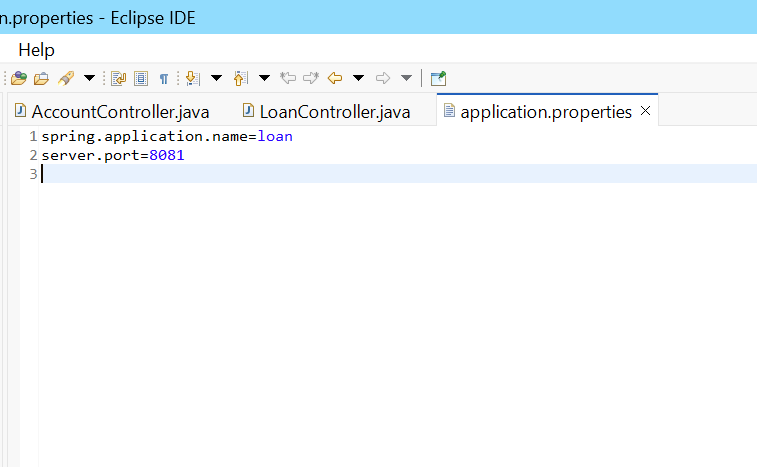 n.properties - Eclipse IDE
Help
AccountController.java LoanController.java application.properties
1 spring.application.name=loan
2 server.port=8081
3